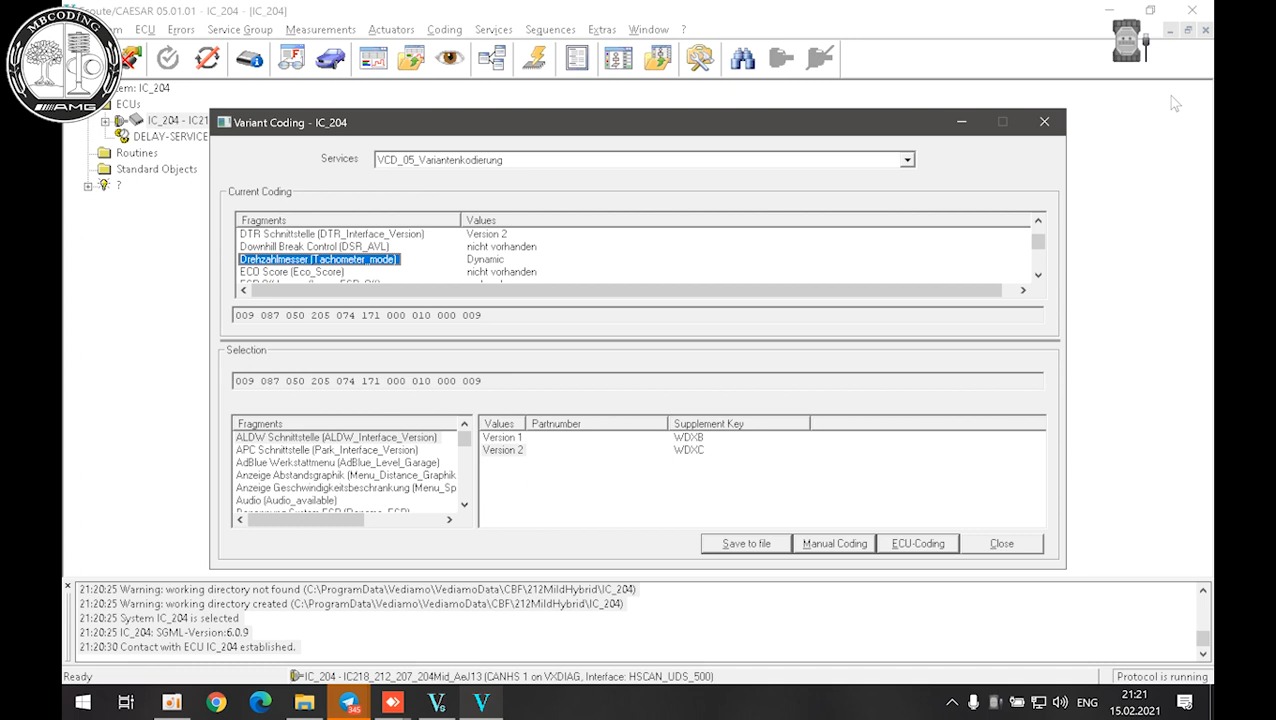 MBCODING
AMG
scute/CAESAR 05.01.01 - IC_204 - [IC_204]
ECU Errors Service Group Measurements Actuators Coding Services Sequences Extras Window ?
em: IC_204
ECUs
IC_204 - IC21
DELAY-SERVICE
Routines
Standard Objects
?
Variant Coding - IC_204
Services VCD_05_Variantenkodierung
Current Coding
Fragments Values
DTR Schnittstelle (DTR_Interface_Version) Version 2
Downhill Break Control (DSR_AVL) nicht vorhanden
Drehzahlmesser (Tachometer_mode) Dynamic
ECO Score (Eco_Score) nicht vorhanden
009 087 050 205 074 171 000 010 000 009
Selection
009 087 050 205 074 171 000 010 000 009
Fragments Values Partnumber Supplement Key
ALDW Schnittstelle (ALDW_Interface_Version) Version 1 WDXB
APC Schnittstelle (Park_Interface_Version) Version 2 WDXC
AdBlue Werkstattmenu (AdBlue_Level_Garage)
Anzeige Abstandsgraphik (Menu_Distance_Graphik
Anzeige Geschwindigkeitsbeschrankung (Menu_Sp
Audio (Audio_available)
Save to file Manual Coding ECU-Coding Close
21:20:25 Warning: working directory not found (C:\ProgramData\Vediamo\VediamoData\CBF\212MildHybrid\IC_204)
21:20:25 Warning: working directory created (C:\ProgramData\Vediamo\VediamoData\CBF\212MildHybrid\IC_204)
21:20:25 System IC_204 is selected
21:20:25 IC_204: SGML-Version:6.0.9
21:20:30 Contact with ECU IC_204 established.
Ready IC_204 - IC218_212_207_204Mid_AeJ13 (CANHS 1 on VXDIAG, Interface: HSCAN_UDS_500) Protocol is running
345 ENG 21:21
15.02.2021